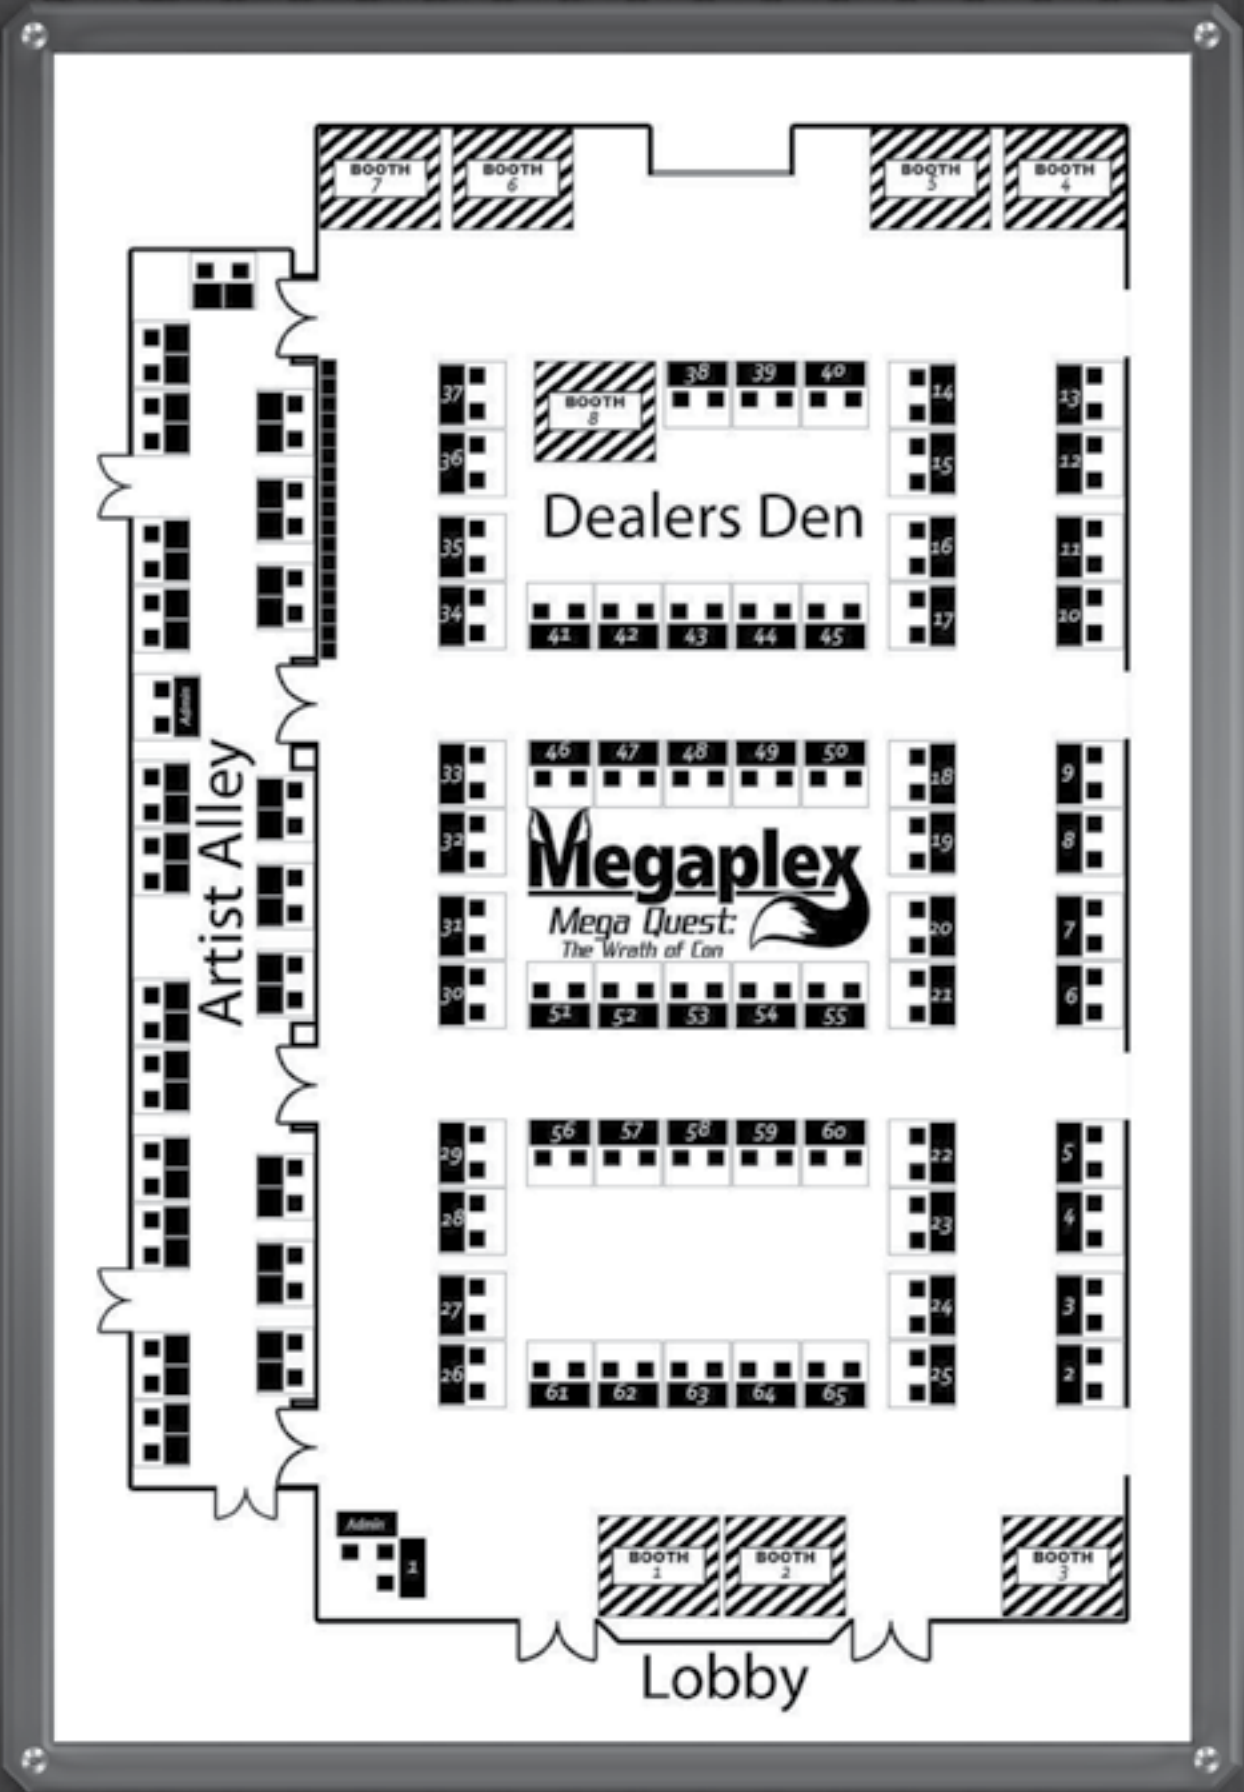 BOOTH
7
BOOTH
6
BOOTH
5
BOOTH
4
37
36
35
34
BOOTH
8
38 39 40
14
15
16
17
13
12
11
10
Dealers Den
41 42 43 44 45
Admin
Artist Alley
33
32
31
30
46 47 48 49 50
Megaplex
Mega Quest:
The Wrath of Con
51 52 53 54 55
18
19
20
21
9
8
7
6
29
28
27
26
56 57 58 59 60
61 62 63 64 65
22
23
24
25
5
4
3
2
Admin
1
BOOTH
1
BOOTH
2
BOOTH
3
Lobby